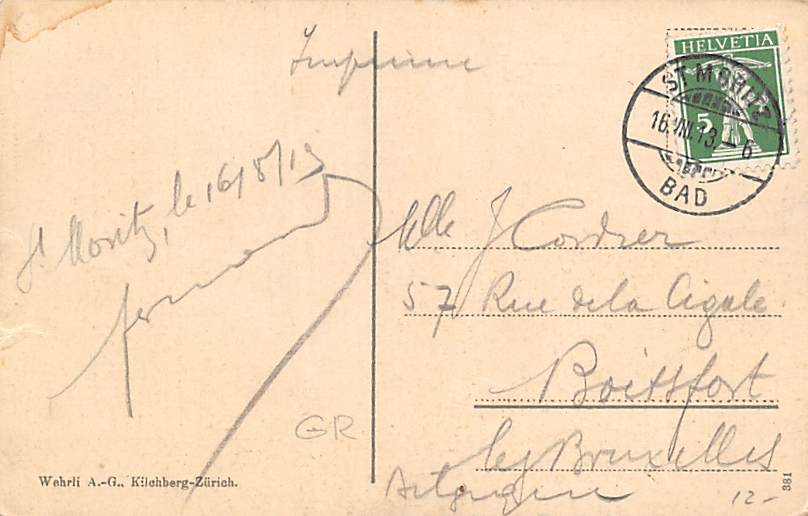 Imprimé
HELVETIA
5
ST. MORITZ
16.VIII.13.-6
BAD
St Moritz, le 16/8/13
fernand
Mlle J Cordier
57 Rue de la Cigale
Boitsfort
lez Bruxelles
GR
Wehrli A.-G., Kilchberg-Zürich.
381
12-